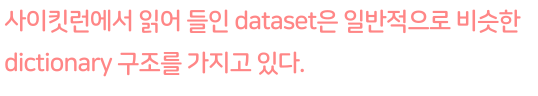 사이킷런에서 읽어 들인 dataset은 일반적으로 비슷한
dictionary 구조를 가지고 있다.